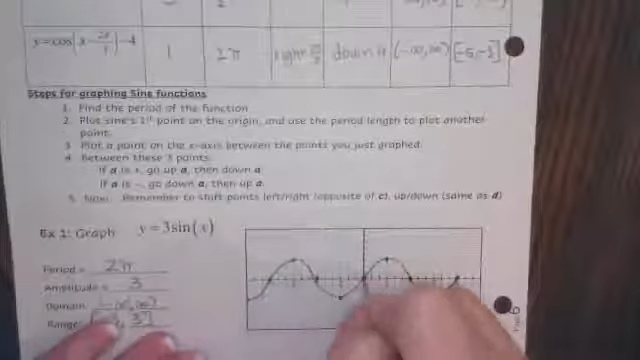 y=cos(x- )-4 1 2π right down 4 (-∞,∞) [-5,-3]
Steps for graphing Sine functions
1. Find the period of the function
2. Plot sine's 1st point on the origin, and use the period length to plot another point.
3. Plot a point on the x-axis between the points you just graphed.
4. Between these 3 points:
If a is +, go up a, then down a.
If a is –, go down a, then up a.
5. Now: Remember to shift points left/right (opposite of c), up/down (same as d)
Ex 1: Graph y = 3sin(x)
Period = 2π
Amplitude = 3
Domain: (-∞,∞)
Range: 3]